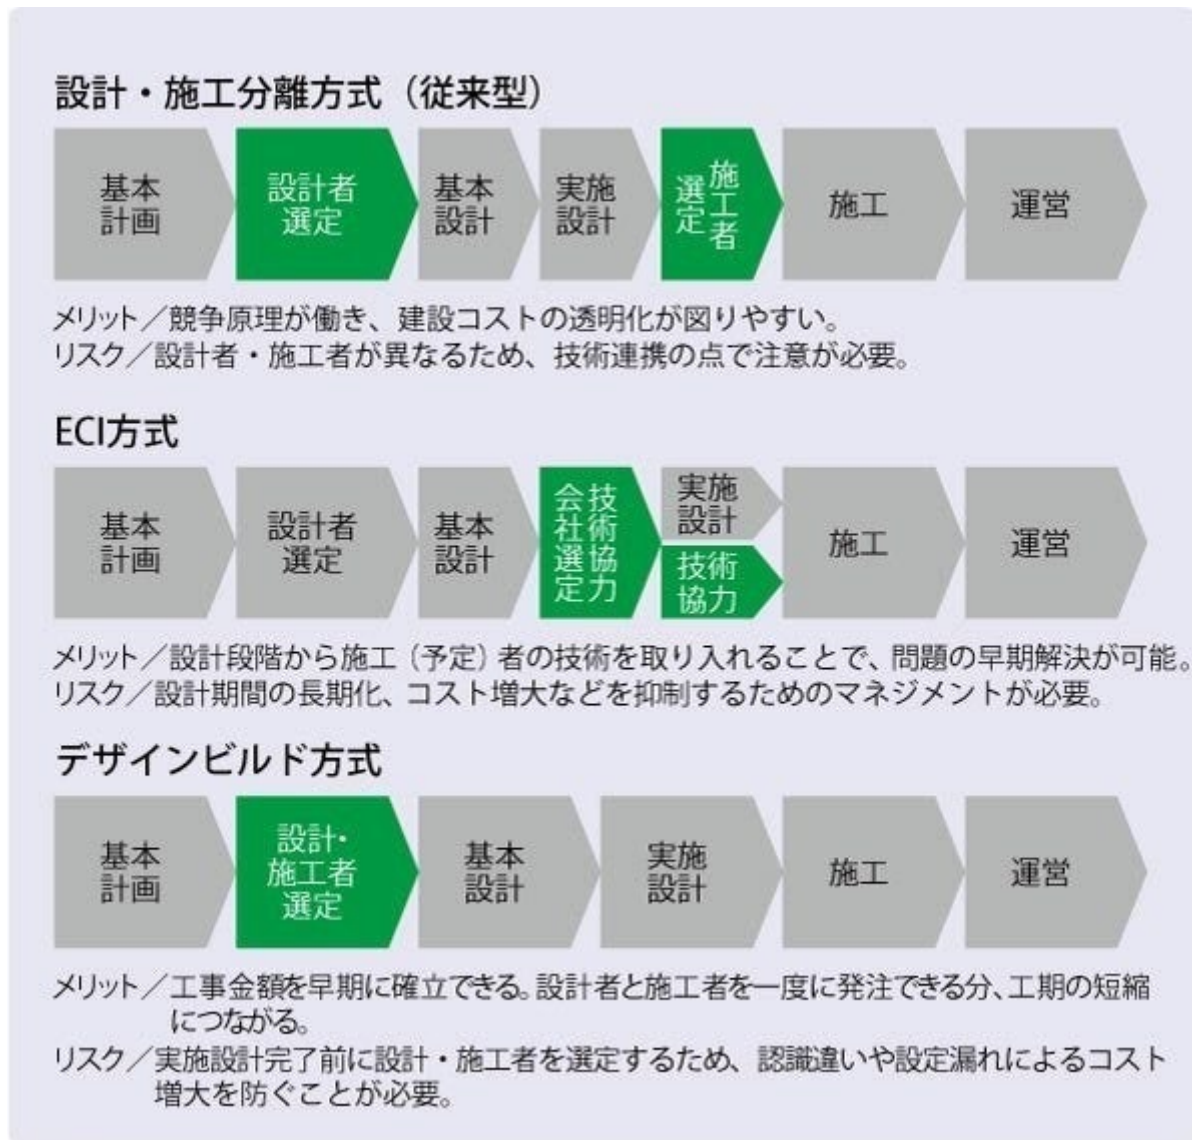 設計・施工分離方式（従来型）
基本
計画
設計者
選定
基本
設計
実施
設計
施工者
選定
施工
運営
メリット／競争原理が働き、建設コストの透明化が図りやすい。
リスク／設計者・施工者が異なるため、技術連携の点で注意が必要。
ECI方式
基本
計画
設計者
選定
基本
設計
技術協力
会社選定
実施
設計
技術
協力
施工
運営
メリット／設計段階から施工（予定）者の技術を取り入れることで、問題の早期解決が可能。
リスク／設計期間の長期化、コスト増大などを抑制するためのマネジメントが必要。
デザインビルド方式
基本
計画
設計・
施工者
選定
基本
設計
実施
設計
施工
運営
メリット／工事金額を早期に確立できる。設計者と施工者を一度に発注できる分、工期の短縮
につながる。
リスク／実施設計完了前に設計・施工者を選定するため、認識違いや設定漏れによるコスト
増大を防ぐことが必要。